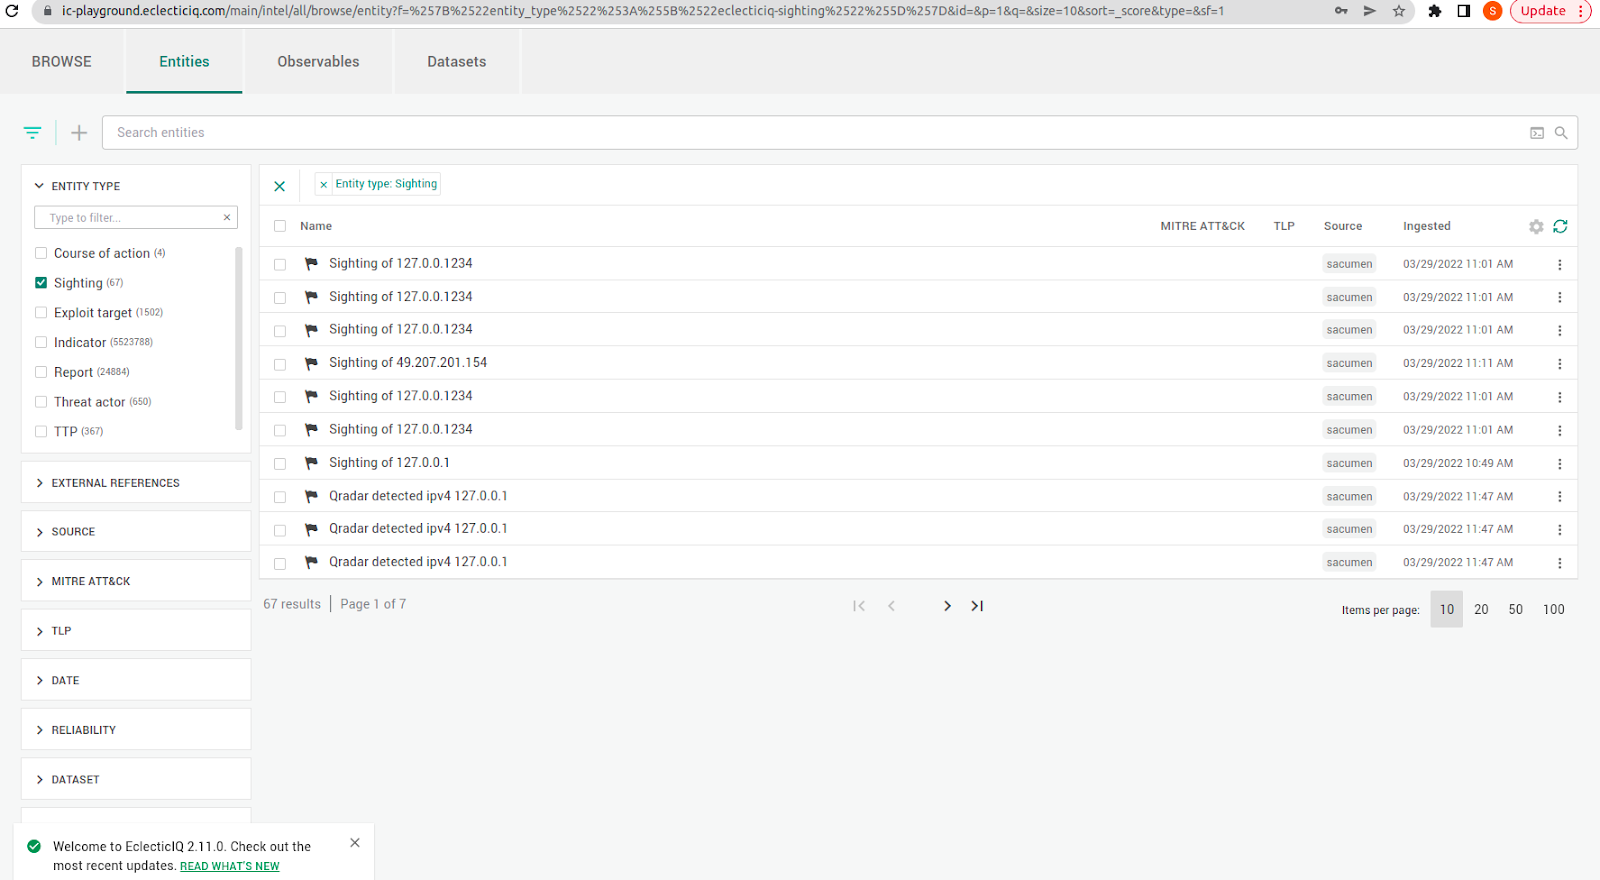 ic-playground.eclecticiq.com/main/intel/all/browse/entity?f=%257B%2522entity_type%2522%253A%255B%2522eclecticiq-sighting%2522%255D%257D&id=&p=1&q=&size=10&sort=_score&type=&sf=1
S
Update
BROWSE
Entities
Observables
Datasets
Search entities
ENTITY TYPE
Type to filter...
Course of action (4)
Sighting (67)
Exploit target (1502)
Indicator (5523788)
Report (24884)
Threat actor (650)
TTP (367)
EXTERNAL REFERENCES
SOURCE
MITRE ATT&CK
TLP
DATE
RELIABILITY
DATASET
Entity type: Sighting
Name MITRE ATT&CK TLP Source Ingested
Sighting of 127.0.0.1234 sacumen 03/29/2022 11:01 AM
Sighting of 127.0.0.1234 sacumen 03/29/2022 11:01 AM
Sighting of 127.0.0.1234 sacumen 03/29/2022 11:01 AM
Sighting of 49.207.201.154 sacumen 03/29/2022 11:11 AM
Sighting of 127.0.0.1234 sacumen 03/29/2022 11:01 AM
Sighting of 127.0.0.1234 sacumen 03/29/2022 11:01 AM
Sighting of 127.0.0.1 sacumen 03/29/2022 10:49 AM
Qradar detected ipv4 127.0.0.1 sacumen 03/29/2022 11:47 AM
Qradar detected ipv4 127.0.0.1 sacumen 03/29/2022 11:47 AM
Qradar detected ipv4 127.0.0.1 sacumen 03/29/2022 11:47 AM
67 results Page 1 of 7
Items per page: 10 20 50 100
Welcome to EclecticIQ 2.11.0. Check out the
most recent updates. READ WHAT'S NEW